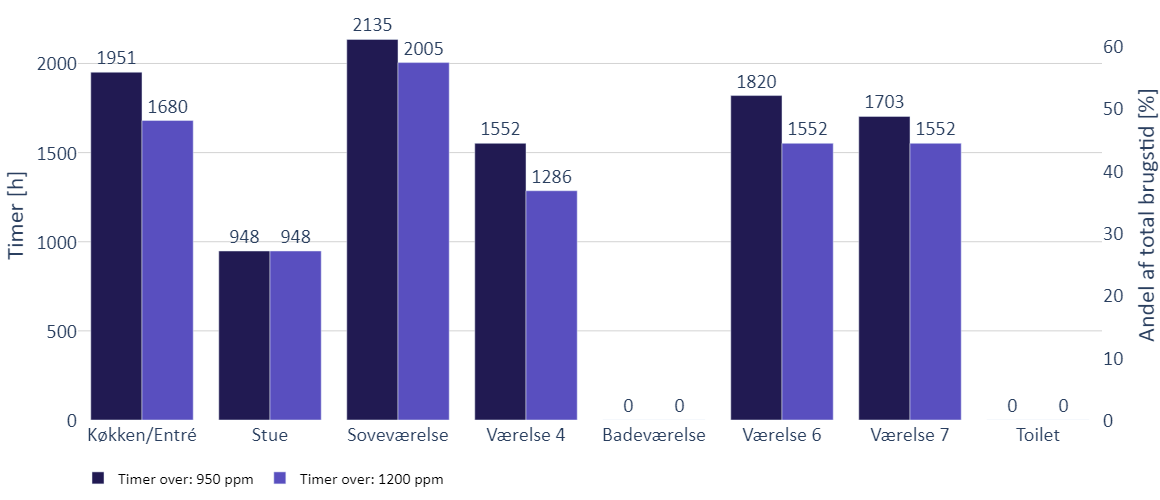 2135
1951
2005
2000
60
1820
1680
1703
1552
1552
1552
50
1500
1286
40
948
948
1000
30
20
500
10
0
0
0
0
0
0
Køkken/Entré
Stue
Soveværelse
Værelse 4
Badeværelse
Værelse 6
Værelse 7
Toilet
Timer [h]
Andel af total brugstid [%]
Timer over: 950 ppm
Timer over: 1200 ppm